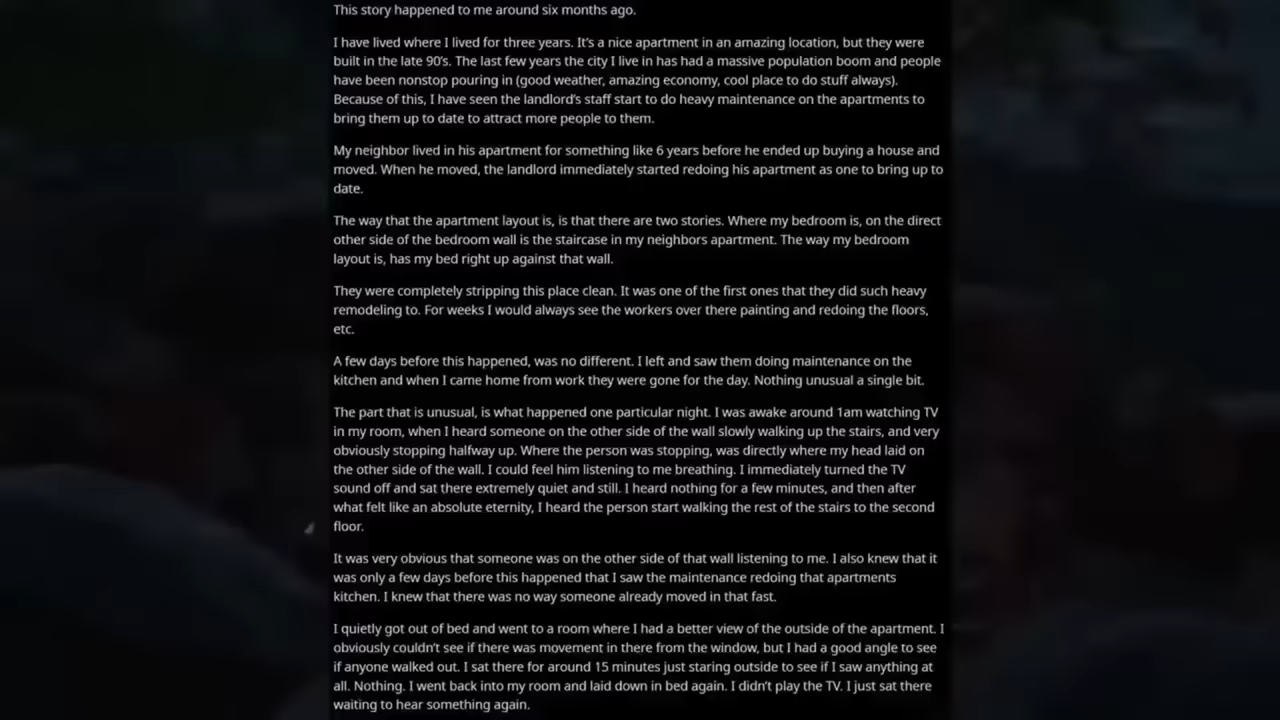 This story happened to me around six months ago.
I have lived where I lived for three years. It's a nice apartment in an amazing location, but they were
built in the late 90's. The last few years the city I live in has had a massive population boom and people
have been nonstop pouring in (good weather, amazing economy, cool place to do stuff always).
Because of this, I have seen the landlord's staff start to do heavy maintenance on the apartments to
bring them up to date to attract more people to them.
My neighbor lived in his apartment for something like 6 years before he ended up buying a house and
moved. When he moved, the landlord immediately started redoing his apartment as one to bring up to
date.
The way that the apartment layout is, is that there are two stories. Where my bedroom is, on the direct
other side of the bedroom wall is the staircase in my neighbors apartment. The way my bedroom
layout is, has my bed right up against that wall.
They were completely stripping this place clean. It was one of the first ones that they did such heavy
remodeling to. For weeks I would always see the workers over there painting and redoing the floors,
etc.
A few days before this happened, was no different. I left and saw them doing maintenance on the
kitchen and when I came home from work they were gone for the day. Nothing unusual a single bit.
The part that is unusual, is what happened one particular night. I was awake around 1am watching TV
in my room, when I heard someone on the other side of the wall slowly walking up the stairs, and very
obviously stopping halfway up. Where the person was stopping, was directly where my head laid on
the other side of the wall. I could feel him listening to me breathing. I immediately turned the TV
sound off and sat there extremely quiet and still. I heard nothing for a few minutes, and then after
what felt like an absolute eternity, I heard the person start walking the rest of the stairs to the second
floor.
It was very obvious that someone was on the other side of that wall listening to me. I also knew that it
was only a few days before this happened that I saw the maintenance redoing that apartments
kitchen. I knew that there was no way someone already moved in that fast.
I quietly got out of bed and went to a room where I had a better view of the outside of the apartment. I
obviously couldn't see if there was movement in there from the window, but I had a good angle to see
if anyone walked out. I sat there for around 15 minutes just staring outside to see if I saw anything at
all. Nothing. I went back into my room and laid down in bed again. I didn't play the TV. I just sat there
waiting to hear something again.